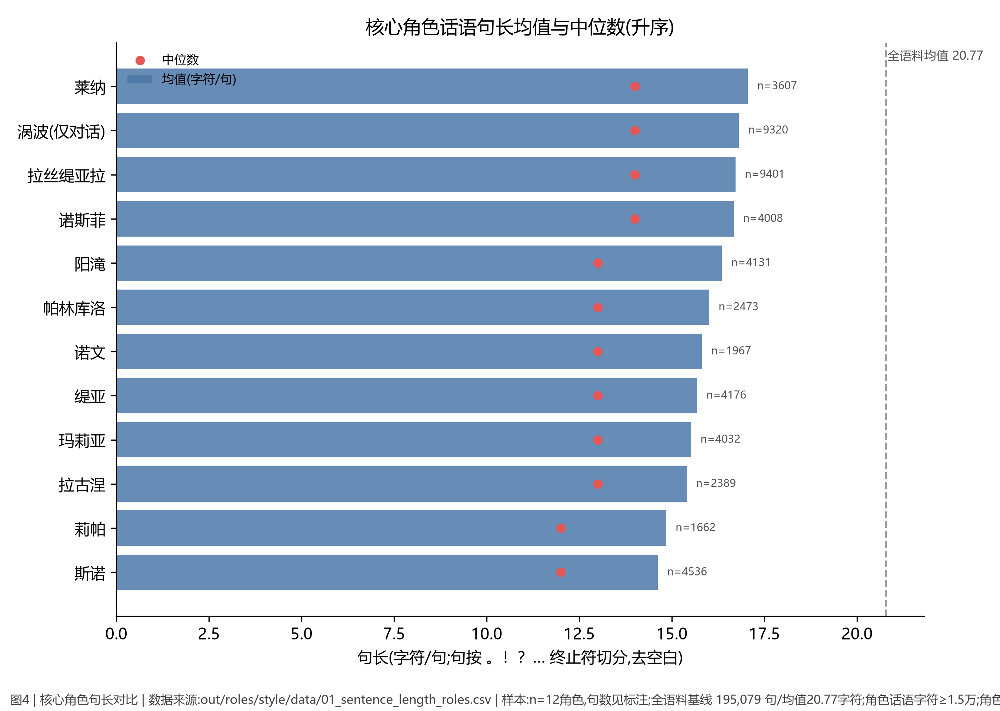 核心角色话语句长均值与中位数(升序)
全语料均值 20.77
中位数
均值(字符/句)
莱纳 n=3607
涡波(仅对话) n=9320
拉丝缇亚拉 n=9401
诺斯菲 n=4008
阳滝 n=4131
帕林库洛 n=2473
诺文 n=1967
缇亚 n=4176
玛莉亚 n=4032
拉古涅 n=2389
莉帕 n=1662
斯诺 n=4536
0.0 2.5 5.0 7.5 10.0 12.5 15.0 17.5 20.0
句长(字符/句;句按 。！？… 终止符切分,去空白)
图4 | 核心角色句长对比 | 数据来源:out/roles/style/data/01_sentence_length_roles.csv | 样本:n=12角色,句数见标注;全语料基线 195,079 句/均值20.77字符;角色话语字符≥1.5万;角色